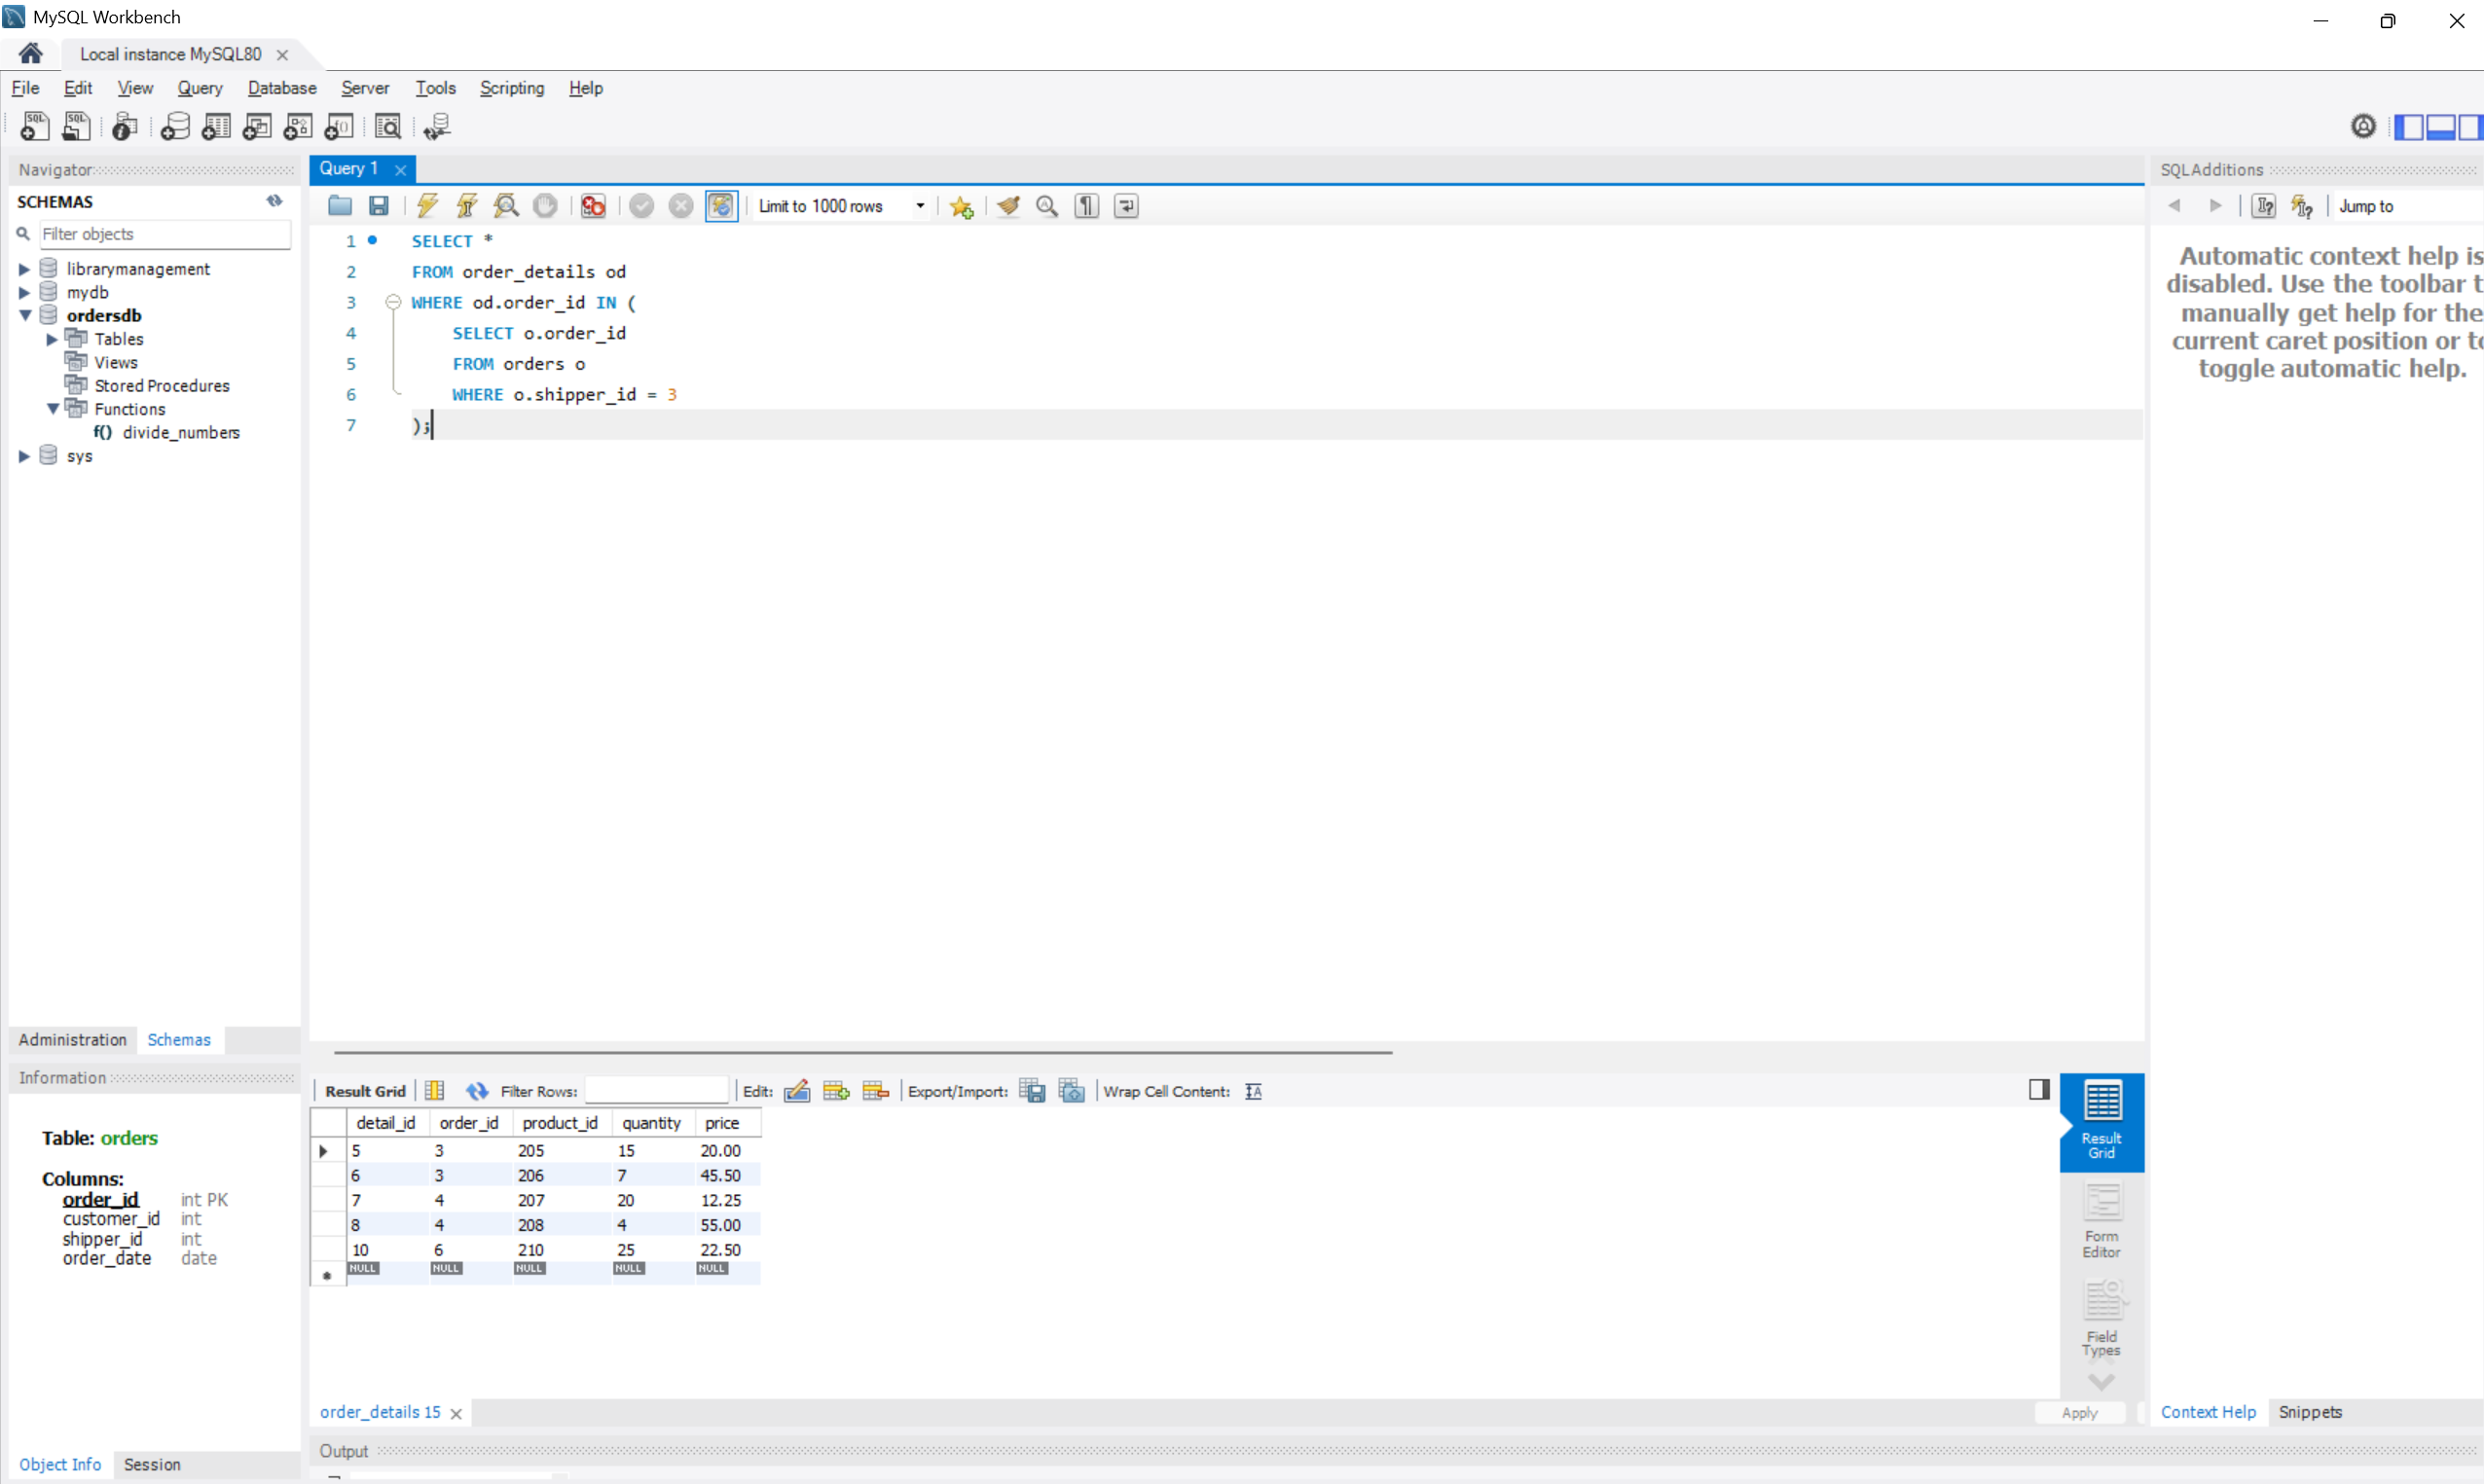 MySQL Workbench
Local instance MySQL80
File Edit View Query Database Server Tools Scripting Help
Navigator
SCHEMAS
Filter objects
librarymanagement
mydb
ordersdb
Tables
Views
Stored Procedures
Functions
f() divide_numbers
sys
Administration Schemas
Information
Table: orders
Columns:
order_id int PK
customer_id int
shipper_id int
order_date date
Object Info Session
Query 1
Limit to 1000 rows
1 SELECT *
2 FROM order_details od
3 WHERE od.order_id IN (
4 SELECT o.order_id
5 FROM orders o
6 WHERE o.shipper_id = 3
7 );
Result Grid Filter Rows: Edit: Export/Import: Wrap Cell Content:
detail_id order_id product_id quantity price
5 3 205 15 20.00
6 3 206 7 45.50
7 4 207 20 12.25
8 4 208 4 55.00
10 6 210 25 22.50
NULL NULL NULL NULL NULL
Result
Grid
Form
Editor
Field
Types
order_details 15
Apply
Output
SQLAdditions
Jump to
Automatic context help is
disabled. Use the toolbar t
manually get help for the
current caret position or to
toggle automatic help.
Context Help Snippets